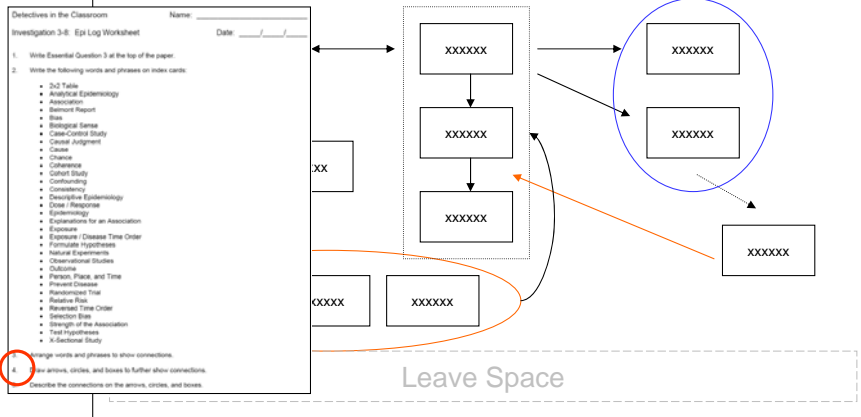 Detectives in the Classroom Name: ____________________
Investigation 3-8: Epi Log Worksheet Date: ____/____/____
1. Write Essential Question 3 at the top of the paper.
2. Write the following words and phrases on index cards:
• 2x2 Table
• Analytical Epidemiology
• Association
• Belmont Report
• Bias
• Biological Sense
• Case-Control Study
• Causal Judgment
• Cause
• Chance
• Coherence
• Cohort Study
• Confounding
• Consistency
• Descriptive Epidemiology
• Dose / Response
• Epidemiology
• Explanations for an Association
• Exposure
• Exposure / Disease Time Order
• Formulate Hypotheses
• Natural Experiments
• Observational Studies
• Outcome
• Person, Place, and Time
• Prevent Disease
• Randomized Trial
• Relative Risk
• Reversed Time Order
• Selection Bias
• Strength of the Association
• Test Hypotheses
• X-Sectional Study
3. Arrange words and phrases to show connections.
4. Draw arrows, circles, and boxes to further show connections.
Describe the connections on the arrows, circles, and boxes.
xxxxxx
xxxxxx
xxxxxx
xxxxxx
xx
xxxxxx
xxxxxx
xxxxx
xxxxxx
Leave Space